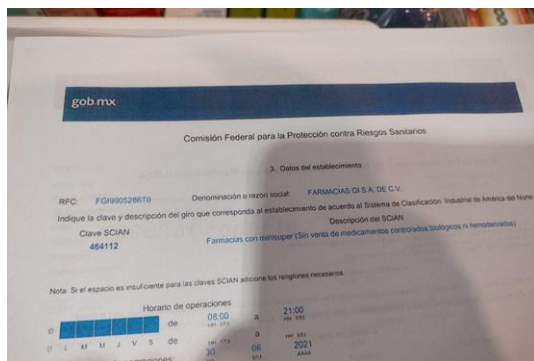 gob.mx
Comisión Federal para la Protección contra Riesgos Sanitarios
3. Datos del establecimiento
RFC: FGI9905286T0 Denominación o razón social: FARMACIAS GI S.A. DE C.V.
Indique la clave y descripción del giro que corresponda al establecimiento de acuerdo al Sistema de Clasificación Industrial de América del Norte
Clave SCIAN Descripción del SCIAN
464112 Farmacias con minisuper (Sin venta de medicamentos controlados biológicos ni hemoderivados)
Nota: Si el espacio es insuficiente para las claves SCIAN adicione los renglones necesarios.
Horario de operaciones
de 08:00 a 21:00
a
D L M M J V S de
30 06 2021
AAAA